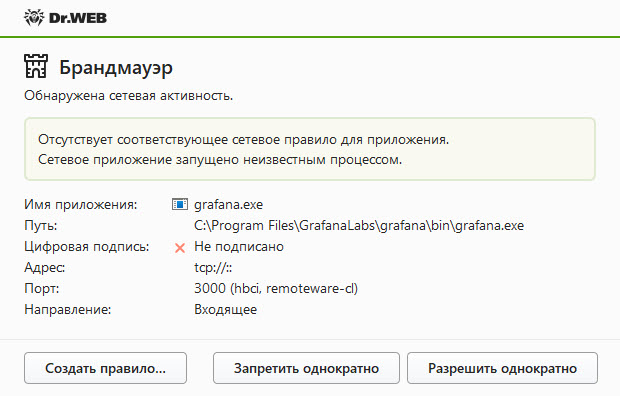 Dr.WEB
Брандмауэр
Обнаружена сетевая активность.
Отсутствует соответствующее сетевое правило для приложения.
Сетевое приложение запущено неизвестным процессом.
Имя приложения: grafana.exe
Путь: C:\Program Files\GrafanaLabs\grafana\bin\grafana.exe
Цифровая подпись: Не подписано
Адрес: tcp://::
Порт: 3000 (hbci, remoteware-cl)
Направление: Входящее
Создать правило... Запретить однократно Разрешить однократно